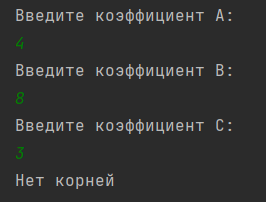 Введите коэффициент A:
4
Введите коэффициент B:
8
Введите коэффициент C:
3
Нет корней